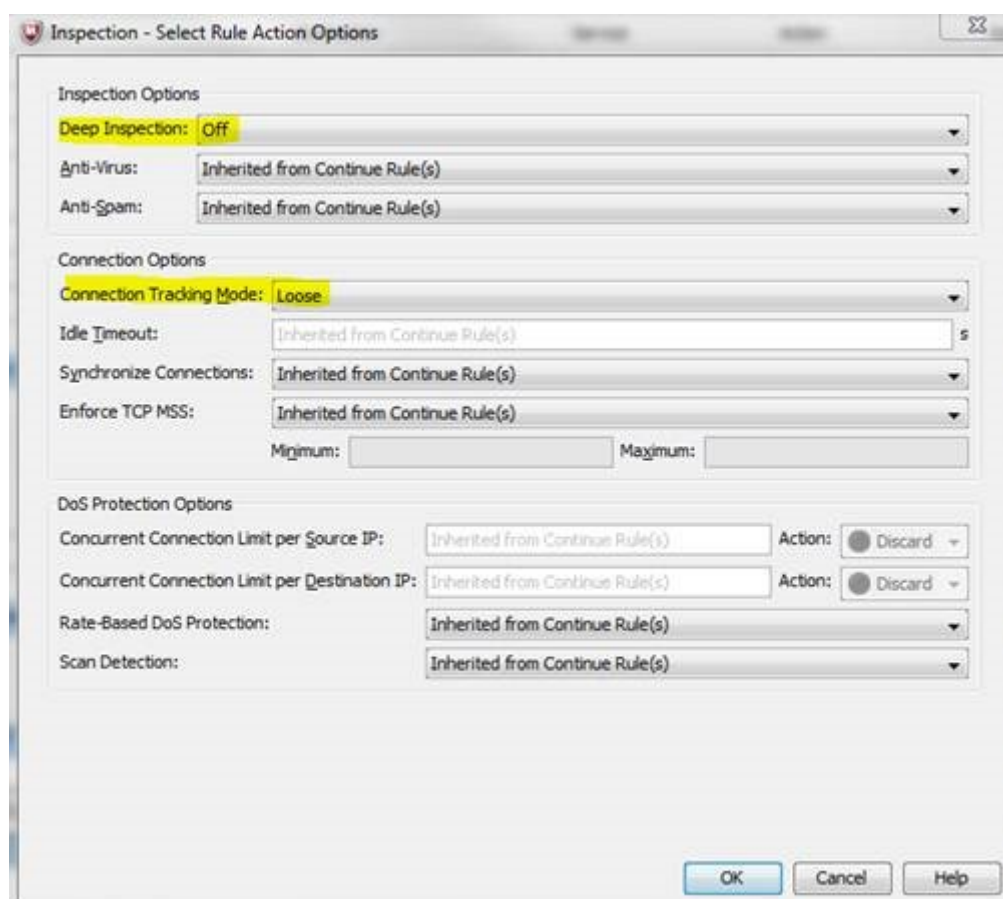 Inspection - Select Rule Action Options
Inspection Options
Deep Inspection: Off
Anti-Virus: Inherited from Continue Rule(s)
Anti-Spam: Inherited from Continue Rule(s)
Connection Options
Connection Tracking Mode: Loose
Idle Timeout: Inherited from Continue Rule(s) s
Synchronize Connections: Inherited from Continue Rule(s)
Enforce TCP MSS: Inherited from Continue Rule(s)
Minimum: Maximum:
DoS Protection Options
Concurrent Connection Limit per Source IP: Inherited from Continue Rule(s) Action: Discard
Concurrent Connection Limit per Destination IP: Inherited from Continue Rule(s) Action: Discard
Rate-Based DoS Protection: Inherited from Continue Rule(s)
Scan Detection: Inherited from Continue Rule(s)
OK Cancel Help